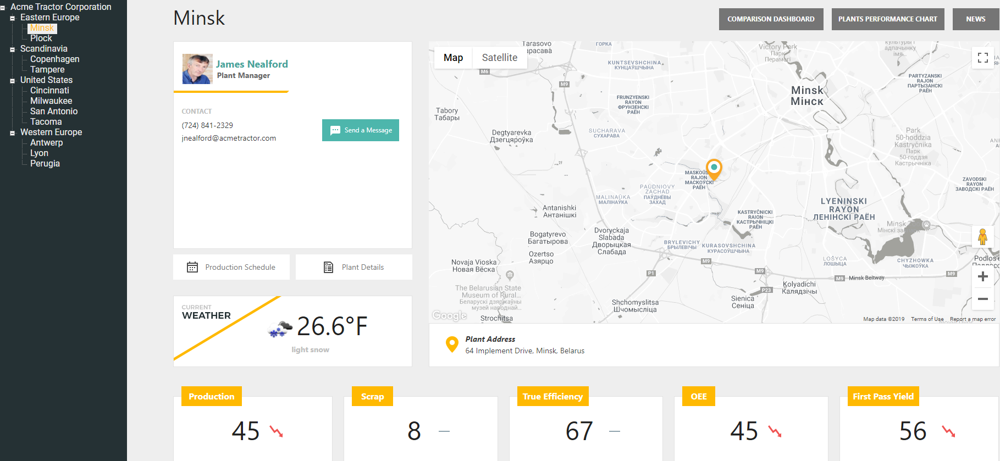 Acme Tractor Corporation
Eastern Europe
Minsk
Plock
Scandinavia
Copenhagen
Tampere
United States
Cincinnati
Milwaukee
San Antonio
Tacoma
Western Europe
Antwerp
Lyon
Perugia
Minsk
COMPARISON DASHBOARD
PLANTS PERFORMANCE CHART
NEWS
James Nealford
Plant Manager
CONTACT
(724) 841-2329
jnealford@acmetractor.com
Send a Message
Production Schedule
Plant Details
CURRENT
WEATHER
26.6°F
light snow
Map
Satellite
Tarasovo
Тарасава́
ГОРКА
M6
M9
KUNTSEVSHCHINA
КУНЦАЎШЧЫНА
Victory Park
Парк
Перамогі
культуры і
адпачынку
імя...
PARTYZANSKI
RAJON
ПАРТЫЗАНСКІ
РАЁН
Minsk
Мінск
FRUNZYENSKI
RAYON
ФРУНЗЕНСКІ
РАЁН
Tabory
Табары
Degtyarevka
Дзегцяроўка
SUCHARAVA
СУХАРАВА
Park
50-hoddzia
Kastryčnika
Парк
50-годдзя
Кастрычніка
MASKOŬSKI
RAJON
МАСКОЎСКІ
РАЁН
PAŬDNIOVY
ZACHAD
ПАЎДНЁВЫ
ЗАХАД
MALINAŬKA
МАЛІНАЎКА
ZAVODSKI
RAYON
ЗАВОДСКІ РАЁН
LYENINSKI
RAYON
ЛЕНІНСКІ РАЁН
Antanishki
Антанішкі
KASTRYČNICKI
RAJON
КАСТРЫЧНІЦКІ
РАЁН
Minsk
Мінскі
Dvoryckaja
Slabada
Дворыцкая
Слабада
Bogatyrevo
Багатырова
BRYLEVICHY
БРЫЛЕВІЧЫ
KURASOVSHCHINA
КУРАСОЎШЧЫНА
Ozertso
Азярцо
LOŠYCA
ЛОШЫЦА
CHYZHOWKA
ЧЫЖОЎКА
Novaja Vioska
Новая Вёска
M9
M9
M9
M9
P1
P23
Minsk Beltway
The Belarusian State
Museum of Rural...
Беларускі дзяржаўны
музей народнай...
Kolyadichi
Калядзічы
Sienica
Сеніца
Shchomyslitsa
Шчомысліца
Strochitsa
Google
Map data ©2019
Terms of Use
Report a map error
Plant Address
64 Implement Drive, Minsk, Belarus
Production
45
Scrap
8
True Efficiency
67
OEE
45
First Pass Yield
56